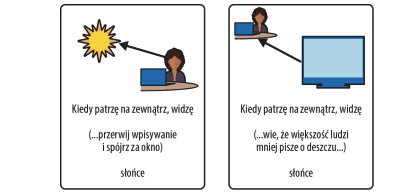 Kiedy patrzę na zewnątrz, widzę
(...przerwij wpisywanie
i spójrz za okno)
słońce
Kiedy patrzę na zewnątrz, widzę
(...wie, że większość ludzi
mniej pisze o deszczu...)
słońce